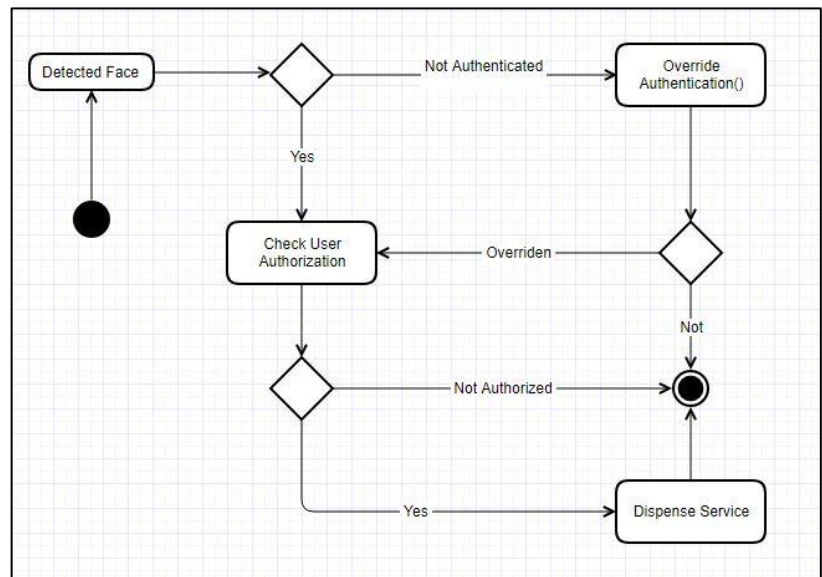 Detected Face
Not Authenticated
Override
Authentication()
Yes
Check User
Authorization
Overriden
Not
Not Authorized
Yes
Dispense Service